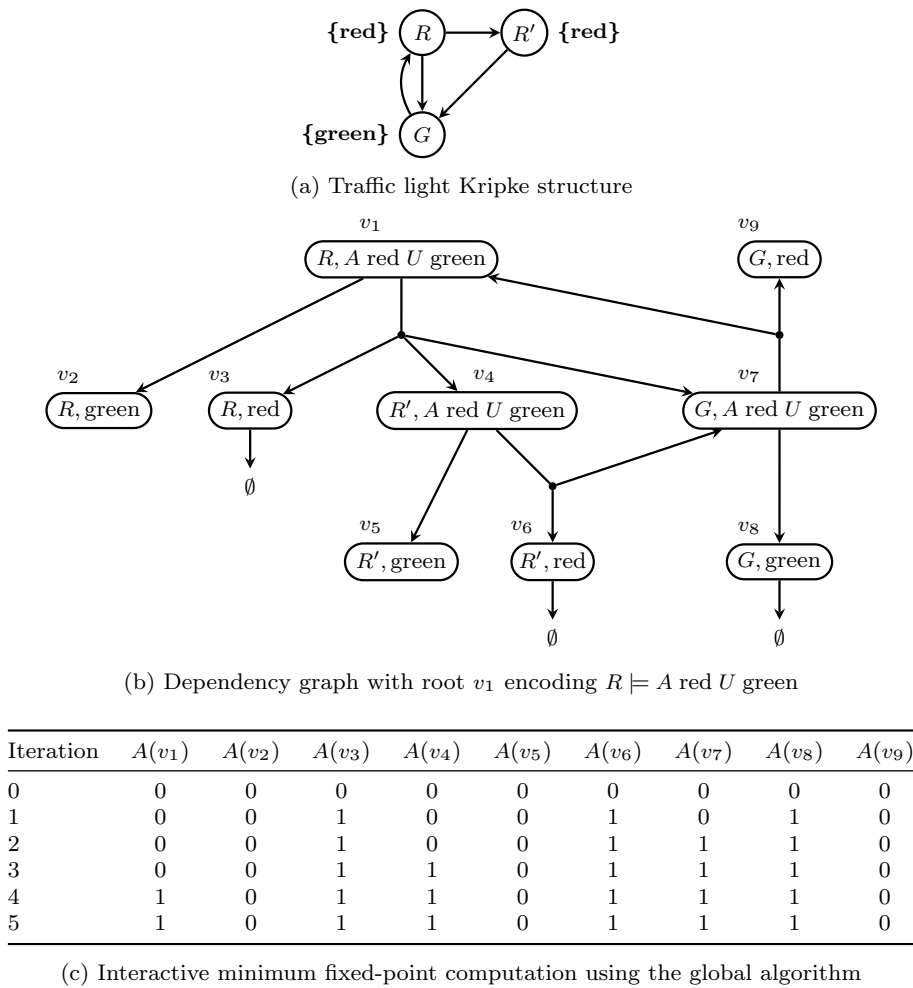 {red} R R′ {red}
{green} G
(a) Traffic light Kripke structure
v1 v9
R, A red U green G, red
v2 v3 v4 v7
R, green R, red R′, A red U green G, A red U green
∅
v5 v6 v8
R′, green R′, red G, green
∅ ∅
(b) Dependency graph with root v1 encoding R ⊨ A red U green
Iteration A(v1) A(v2) A(v3) A(v4) A(v5) A(v6) A(v7) A(v8) A(v9)
0 0 0 0 0 0 0 0 0 0
1 0 0 1 0 0 1 0 1 0
2 0 0 1 0 0 1 1 1 0
3 0 0 1 1 0 1 1 1 0
4 1 0 1 1 0 1 1 1 0
5 1 0 1 1 0 1 1 1 0
(c) Interactive minimum fixed-point computation using the global algorithm